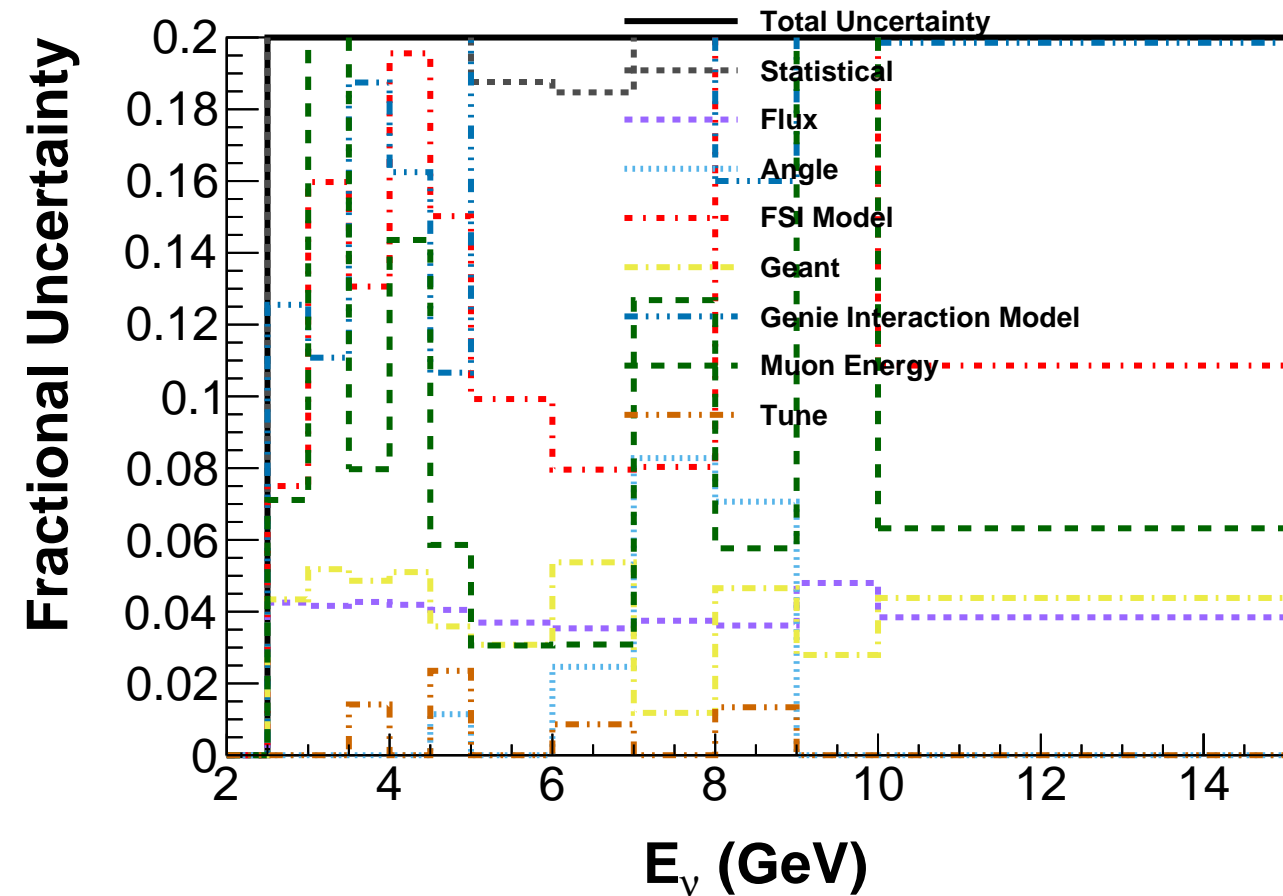 Total Uncertainty
Statistical
Flux
Angle
FSI Model
Geant
Genie Interaction Model
Muon Energy
Tune
Fractional Uncertainty
0.2
0.18
0.16
0.14
0.12
0.1
0.08
0.06
0.04
0.02
0
2 4 6 8 10 12 14
Eν (GeV)